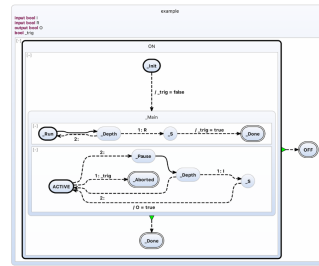 example
input bool I
input bool R
output bool O
bool _trig
[-]
ON
[-]
_Init
/ _trig = false
_Main
[-]
_Run
_Depth
1: R
_S
/ _trig = true
_Done
2:
[-]
2:
_Pause
ACTIVE
1: _trig
_Aborted
_Depth
1: I
_S
2:
/ O = true
_Done
OFF